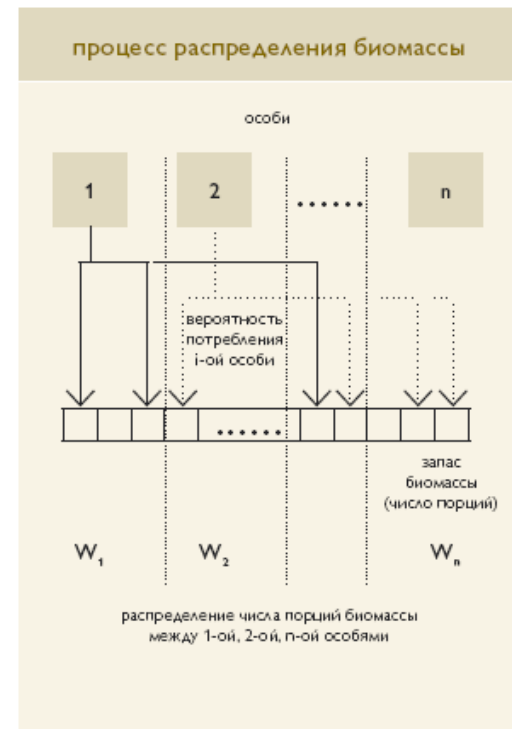 процесс распределения биомассы
особи
1
2
......
n
вероятность
потребления
i-ой особи
......
запас
биомассы
(число порций)
W₁
W₂
Wₙ
распределение числа порций биомассы
между 1-ой, 2-ой, n-ой особями